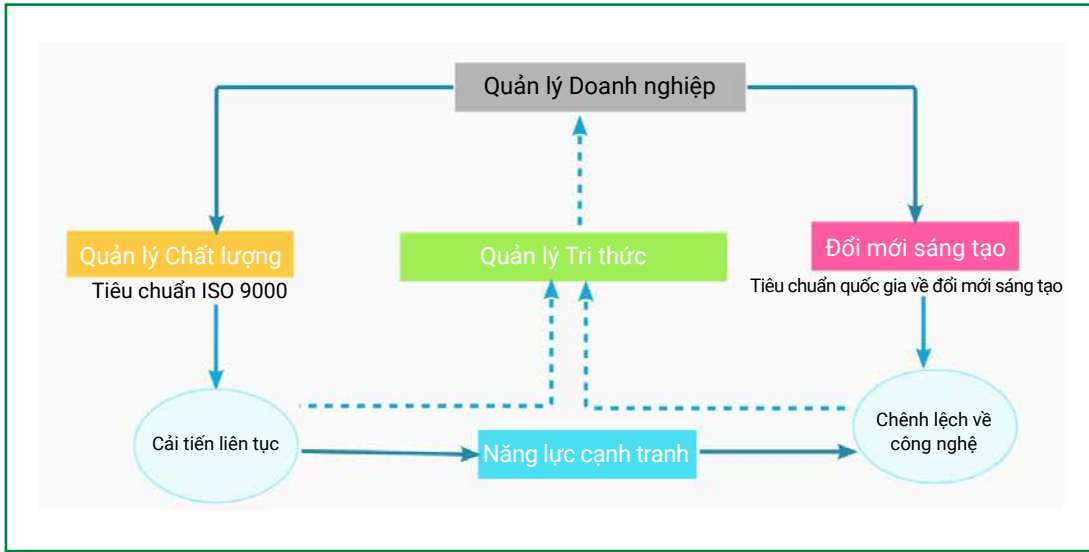 Quản lý Doanh nghiệp
Quản lý Chất lượng
Tiêu chuẩn ISO 9000
Quản lý Tri thức
Đổi mới sáng tạo
Tiêu chuẩn quốc gia về đổi mới sáng tạo
Cải tiến liên tục
Năng lực cạnh tranh
Chênh lệch về
công nghệ